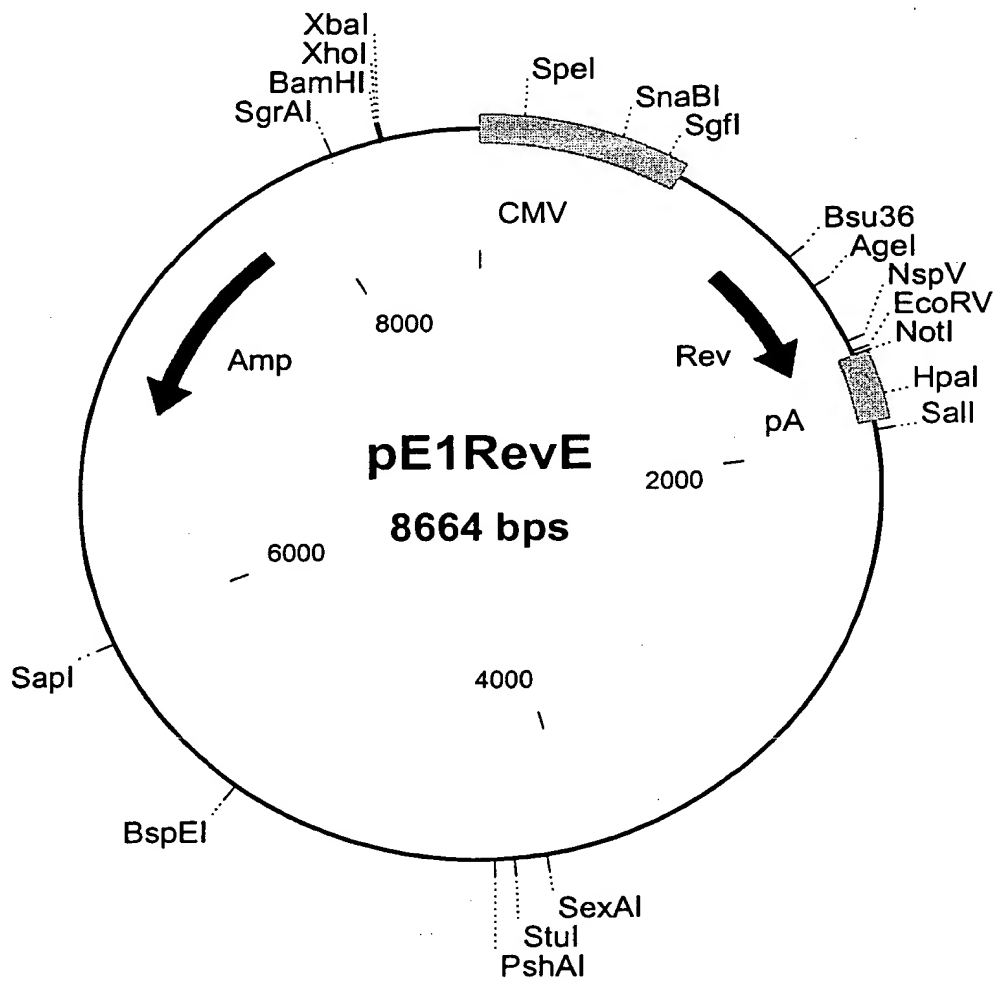 XbaI
XhoI
BamHI
SgrAI
SpeI
SnaBI
SgfI
CMV
Bsu36
AgeI
NspV
EcoRV
NotI
HpaI
SalI
8000
Amp
Rev
pA
pE1RevE
8664 bps
2000
6000
4000
SapI
BspEI
SexAI
StuI
PshAI